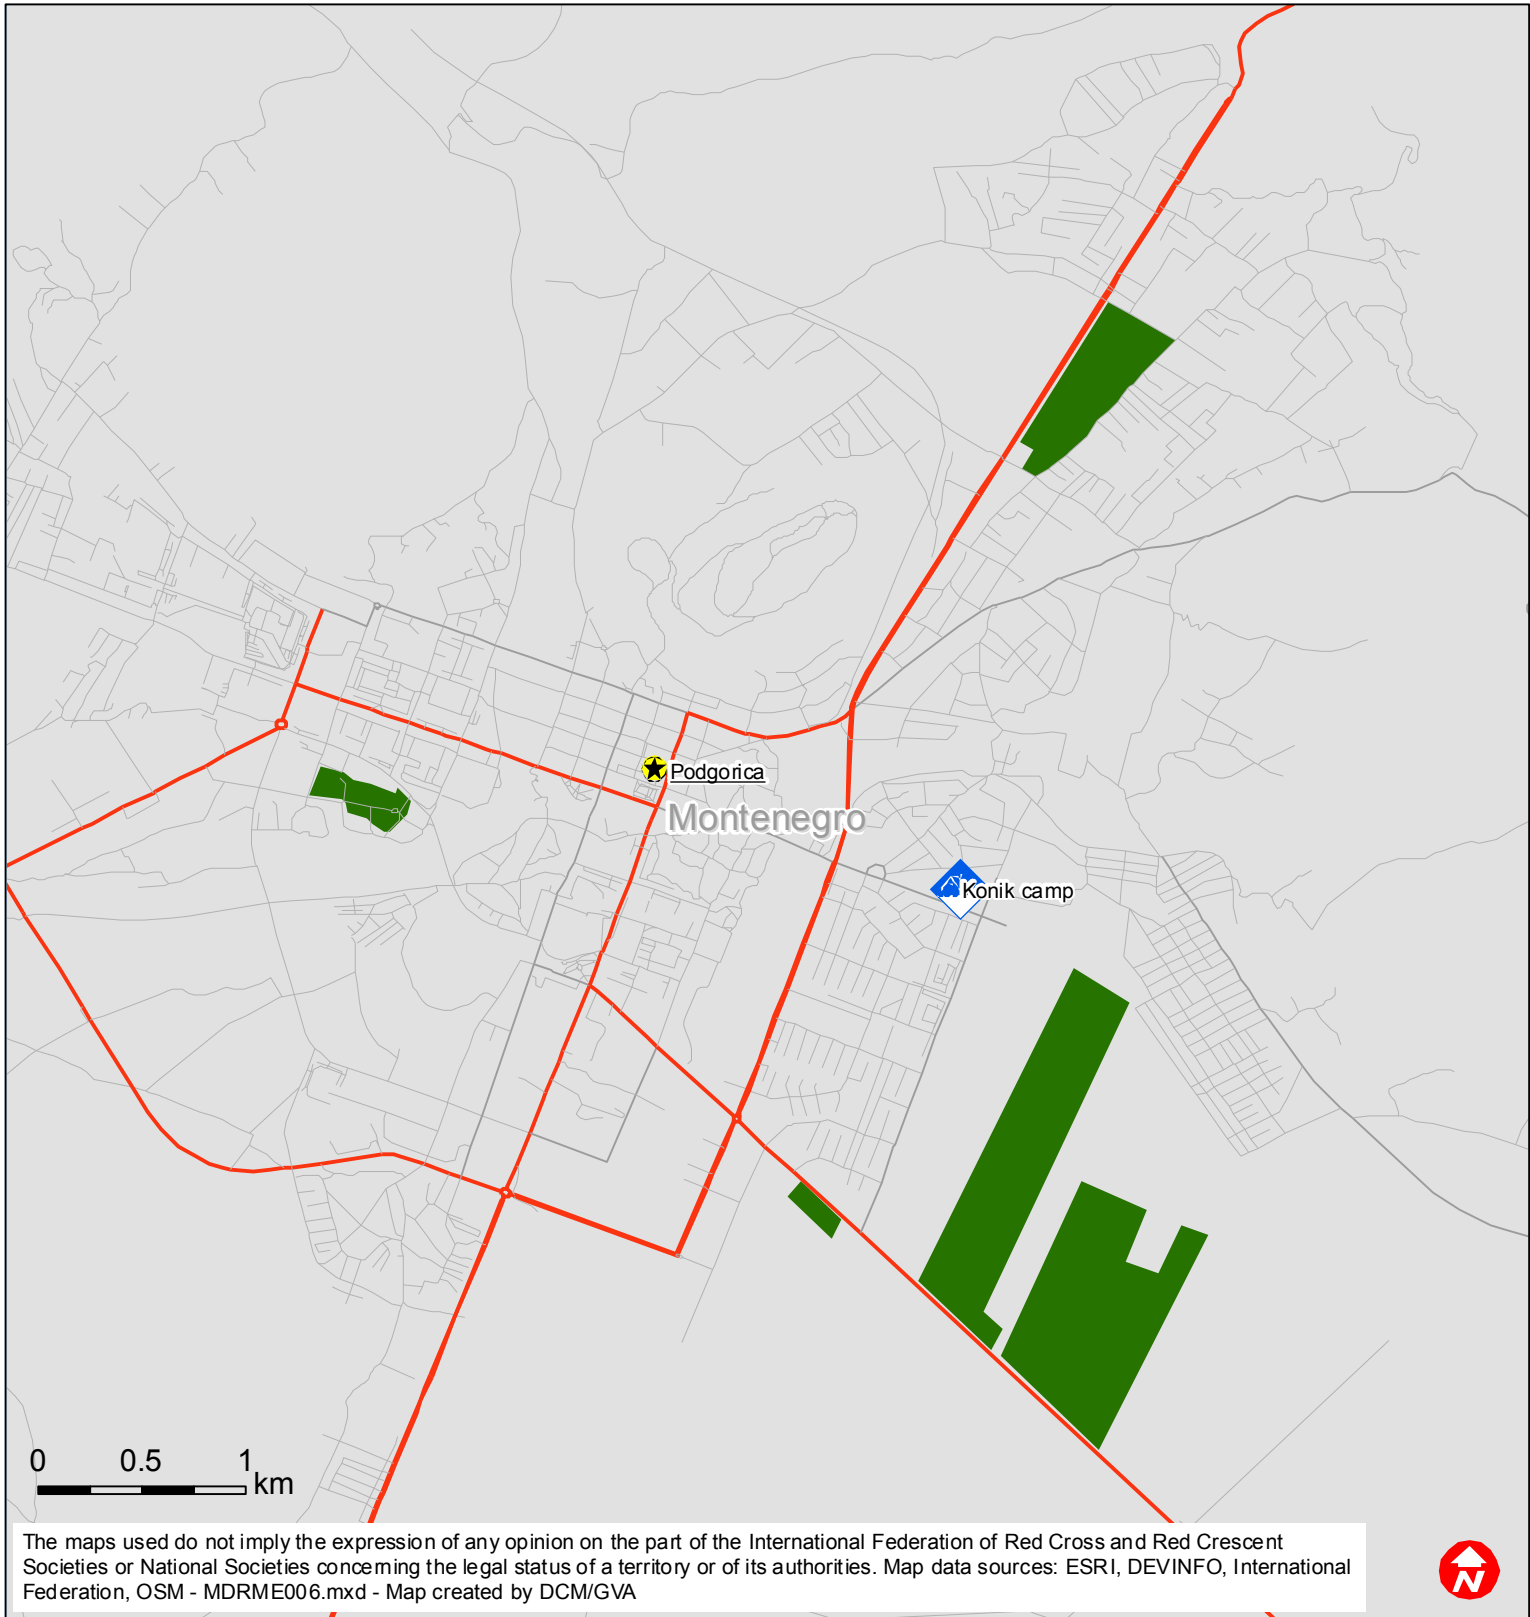 Podgorica
Montenegro
Konik camp
0 0.5 1
km
The maps used do not imply the expression of any opinion on the part of the International Federation of Red Cross and Red Crescent
Societies or National Societies concerning the legal status of a territory or of its authorities. Map data sources: ESRI, DEVINFO, International
Federation, OSM - MDRME006.mxd - Map created by DCM/GVA
N